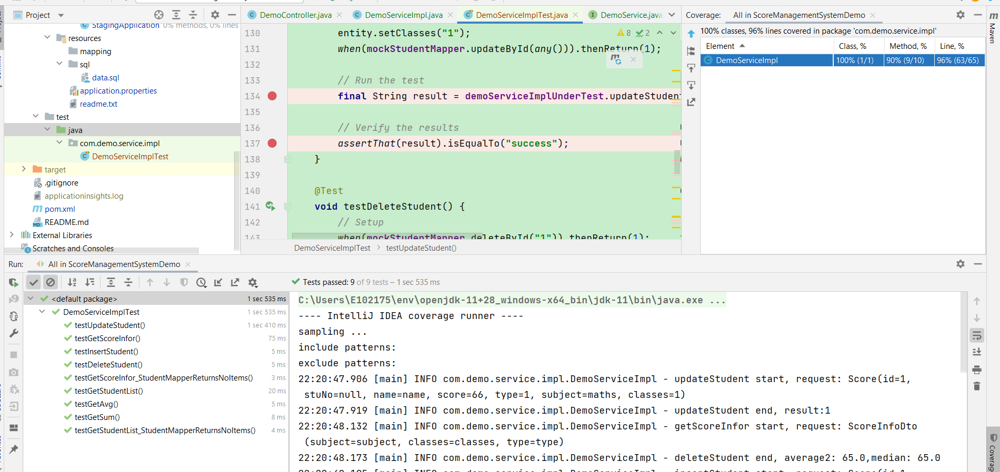 Project
StagingApplication 0% methods, 0% lines
resources
mapping
sql
data.sql
application.properties
readme.txt
test
java
com.demo.service.impl
DemoServiceImplTest
target
.gitignore
applicationinsights.log
pom.xml
README.md
External Libraries
Scratches and Consoles
DemoController.java
DemoServiceImpl.java
DemoServiceImplTest.java
DemoService.java
8 2
130 entity.setClasses("1");
131 when(mockStudentMapper.updateById(any())).thenReturn(1);
132
133 // Run the test
134 final String result = demoServiceImplUnderTest.updateStudent
135
136 // Verify the results
137 assertThat(result).isEqualTo("success");
138 }
139
140 @Test
141 void testDeleteStudent() {
142 // Setup
143 when(mockStudentMapper.deleteById("1")).thenReturn(1);
DemoServiceImplTest > testUpdateStudent()
Coverage: All in ScoreManagementSystemDemo
100% classes, 96% lines covered in package 'com.demo.service.impl'
Element Class, % Method, % Line, %
DemoServiceImpl 100% (1/1) 90% (9/10) 96% (63/65)
Maven
Run: All in ScoreManagementSystemDemo
Tests passed: 9 of 9 tests – 1 sec 535 ms
<default package> 1 sec 535 ms
DemoServiceImplTest 1 sec 535 ms
testUpdateStudent() 1 sec 410 ms
testGetScoreInfor() 75 ms
testInsertStudent() 5 ms
testDeleteStudent() 5 ms
testGetScoreInfor_StudentMapperReturnsNoItems() 3 ms
testGetStudentList() 20 ms
testGetAvg() 5 ms
testGetSum() 8 ms
testGetStudentList_StudentMapperReturnsNoItems() 4 ms
C:\Users\E102175\env\openjdk-11+28_windows-x64_bin\jdk-11\bin\java.exe ...
---- IntelliJ IDEA coverage runner ----
sampling ...
include patterns:
exclude patterns:
22:20:47.906 [main] INFO com.demo.service.impl.DemoServiceImpl - updateStudent start, request: Score(id=1,
stuNo=null, name=name, score=66, type=1, subject=maths, classes=1)
22:20:47.919 [main] INFO com.demo.service.impl.DemoServiceImpl - updateStudent end, result:1
22:20:48.132 [main] INFO com.demo.service.impl.DemoServiceImpl - getScoreInfor start, request: ScoreInfoDto
(subject=subject, classes=classes, type=type)
22:20:48.173 [main] INFO com.demo.service.impl.DemoServiceImpl - deleteStudent end, average2: 65.0,median: 65.0
Coverage